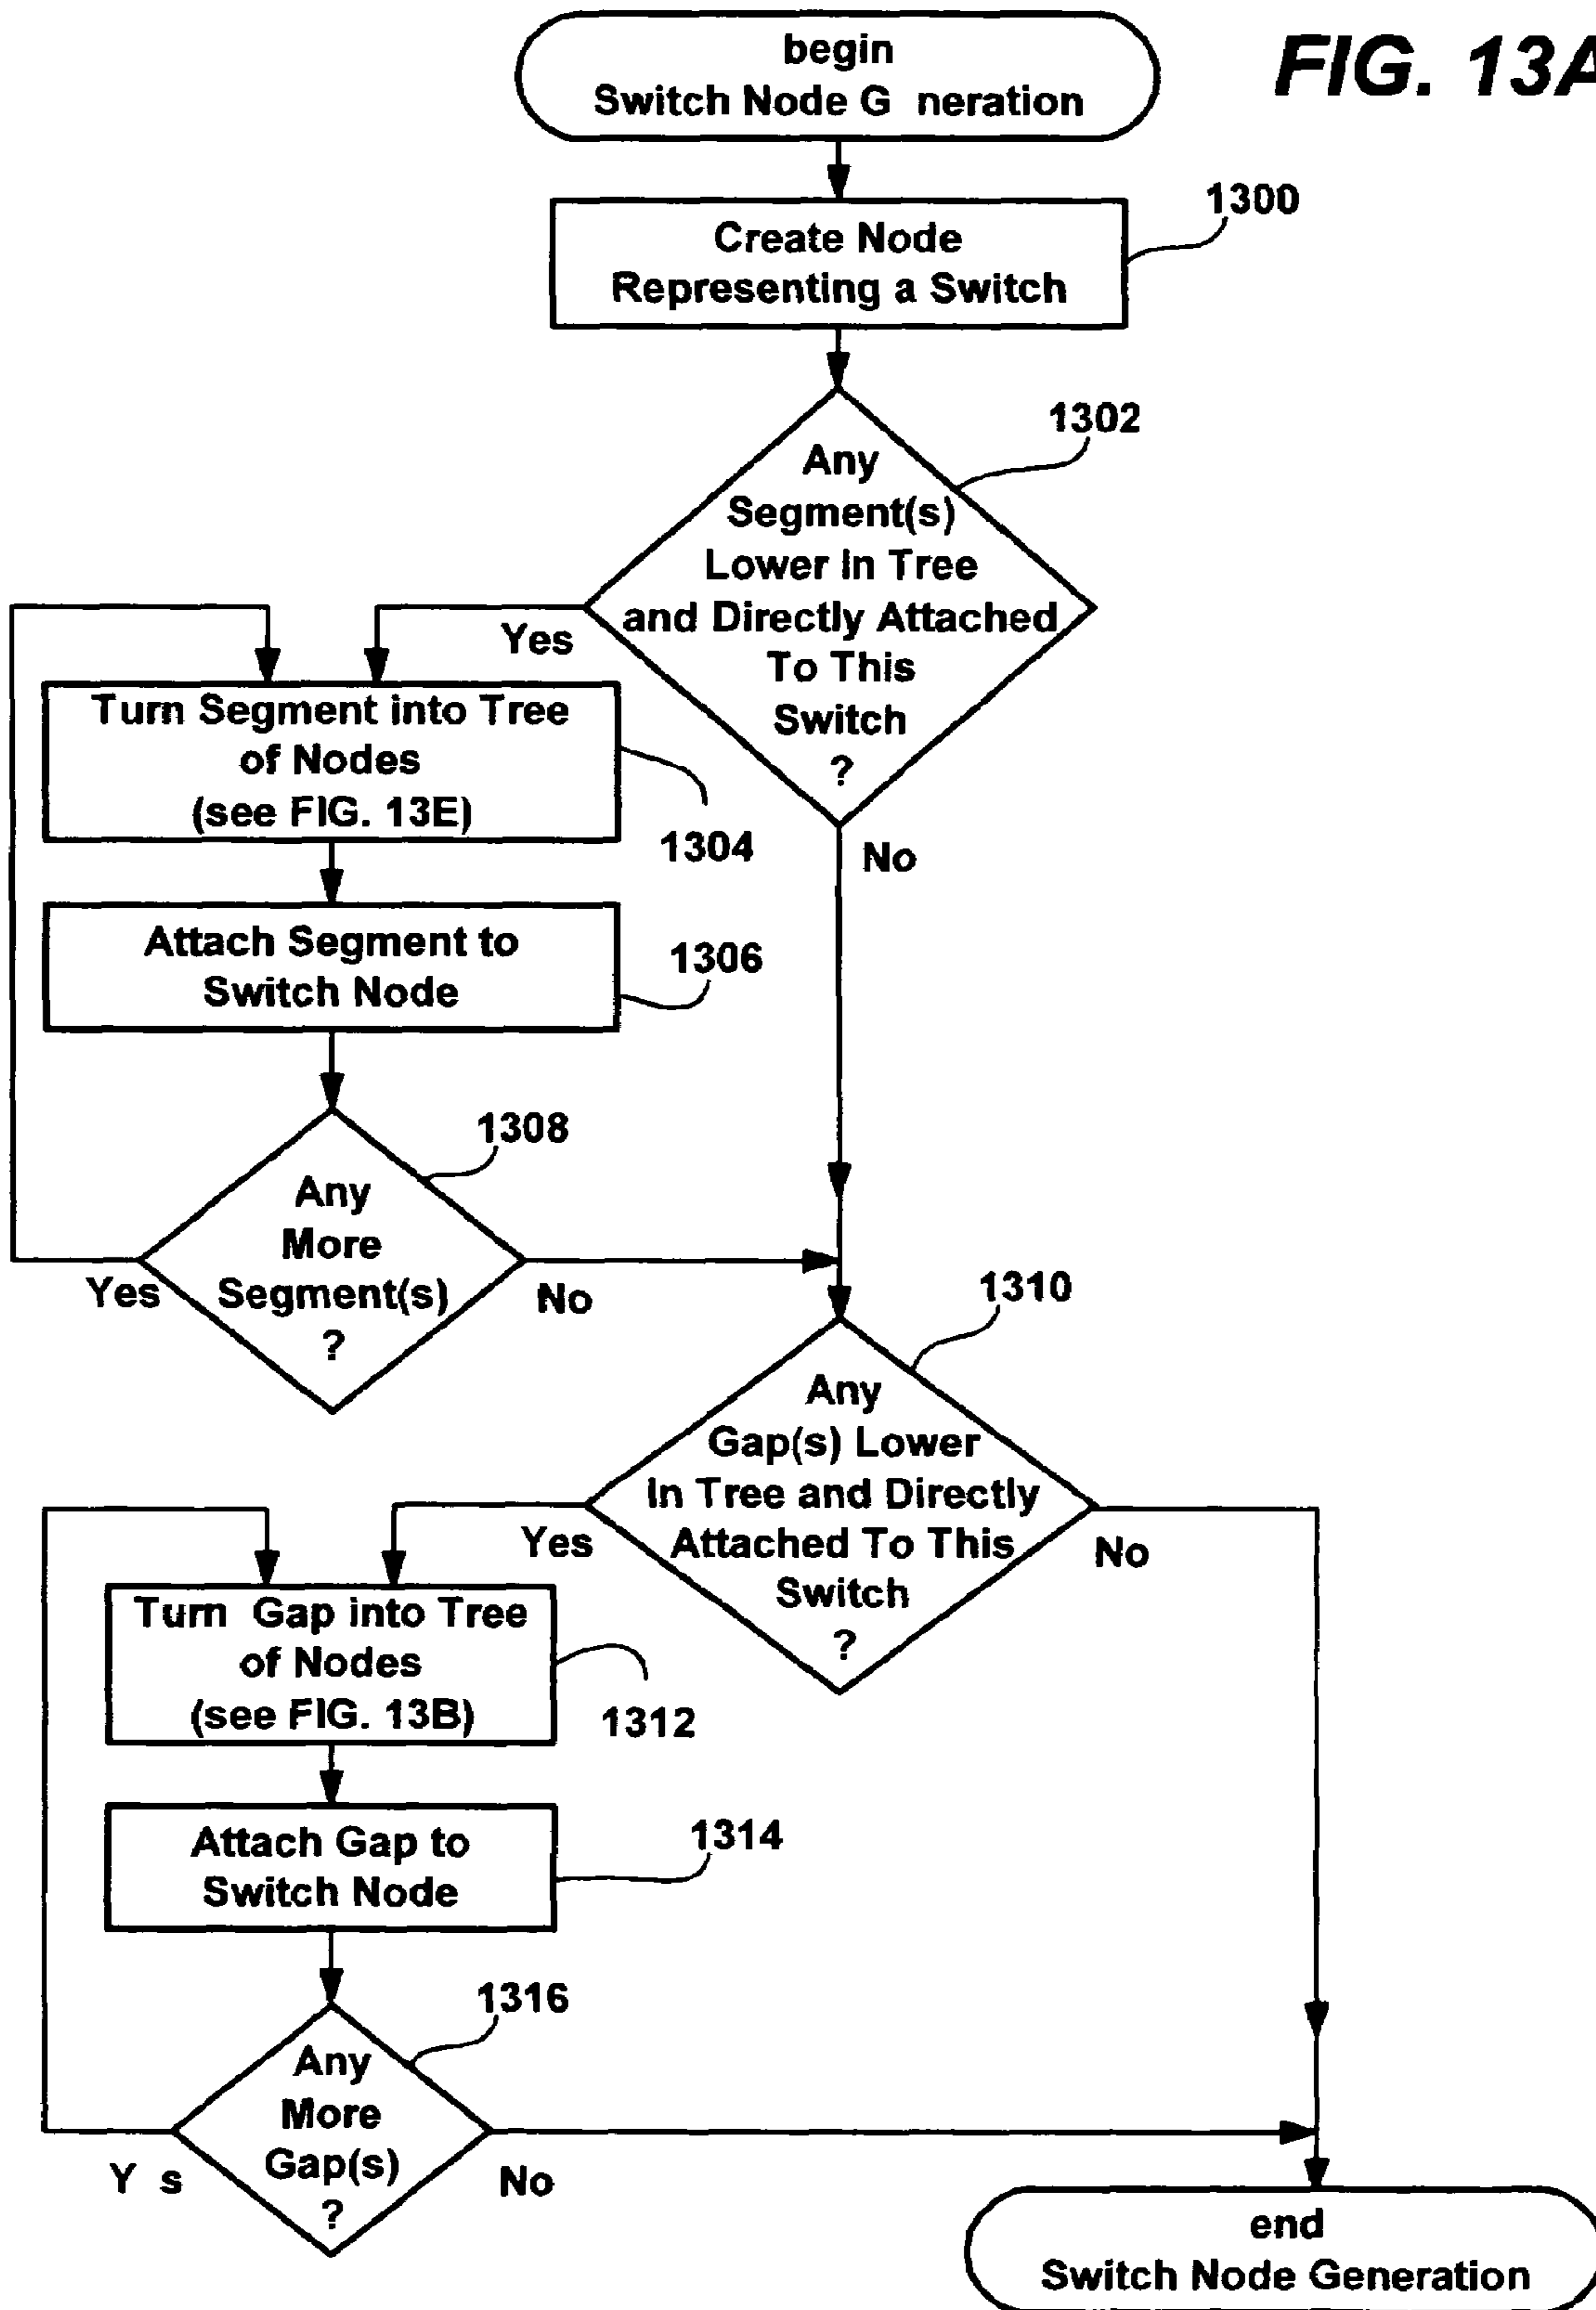 begin
Switch Node G neration
FIG. 13A
1300
Create Node
Representing a Switch
1302
Any
Segment(s)
Lower In Tree
and Directly Attached
To This
Switch
?
Yes
No
Turn Segment into Tree
of Nodes
(see FIG. 13E)
1304
Attach Segment to
Switch Node
1306
1308
Any
More
Segment(s)
?
Yes
No
1310
Any
Gap(s) Lower
In Tree and Directly
Attached To This
Switch
?
Yes
No
Turn Gap into Tree
of Nodes
(see FIG. 13B)
1312
Attach Gap to
Switch Node
1314
1316
Any
More
Gap(s)
?
Y s
No
end
Switch Node Generation